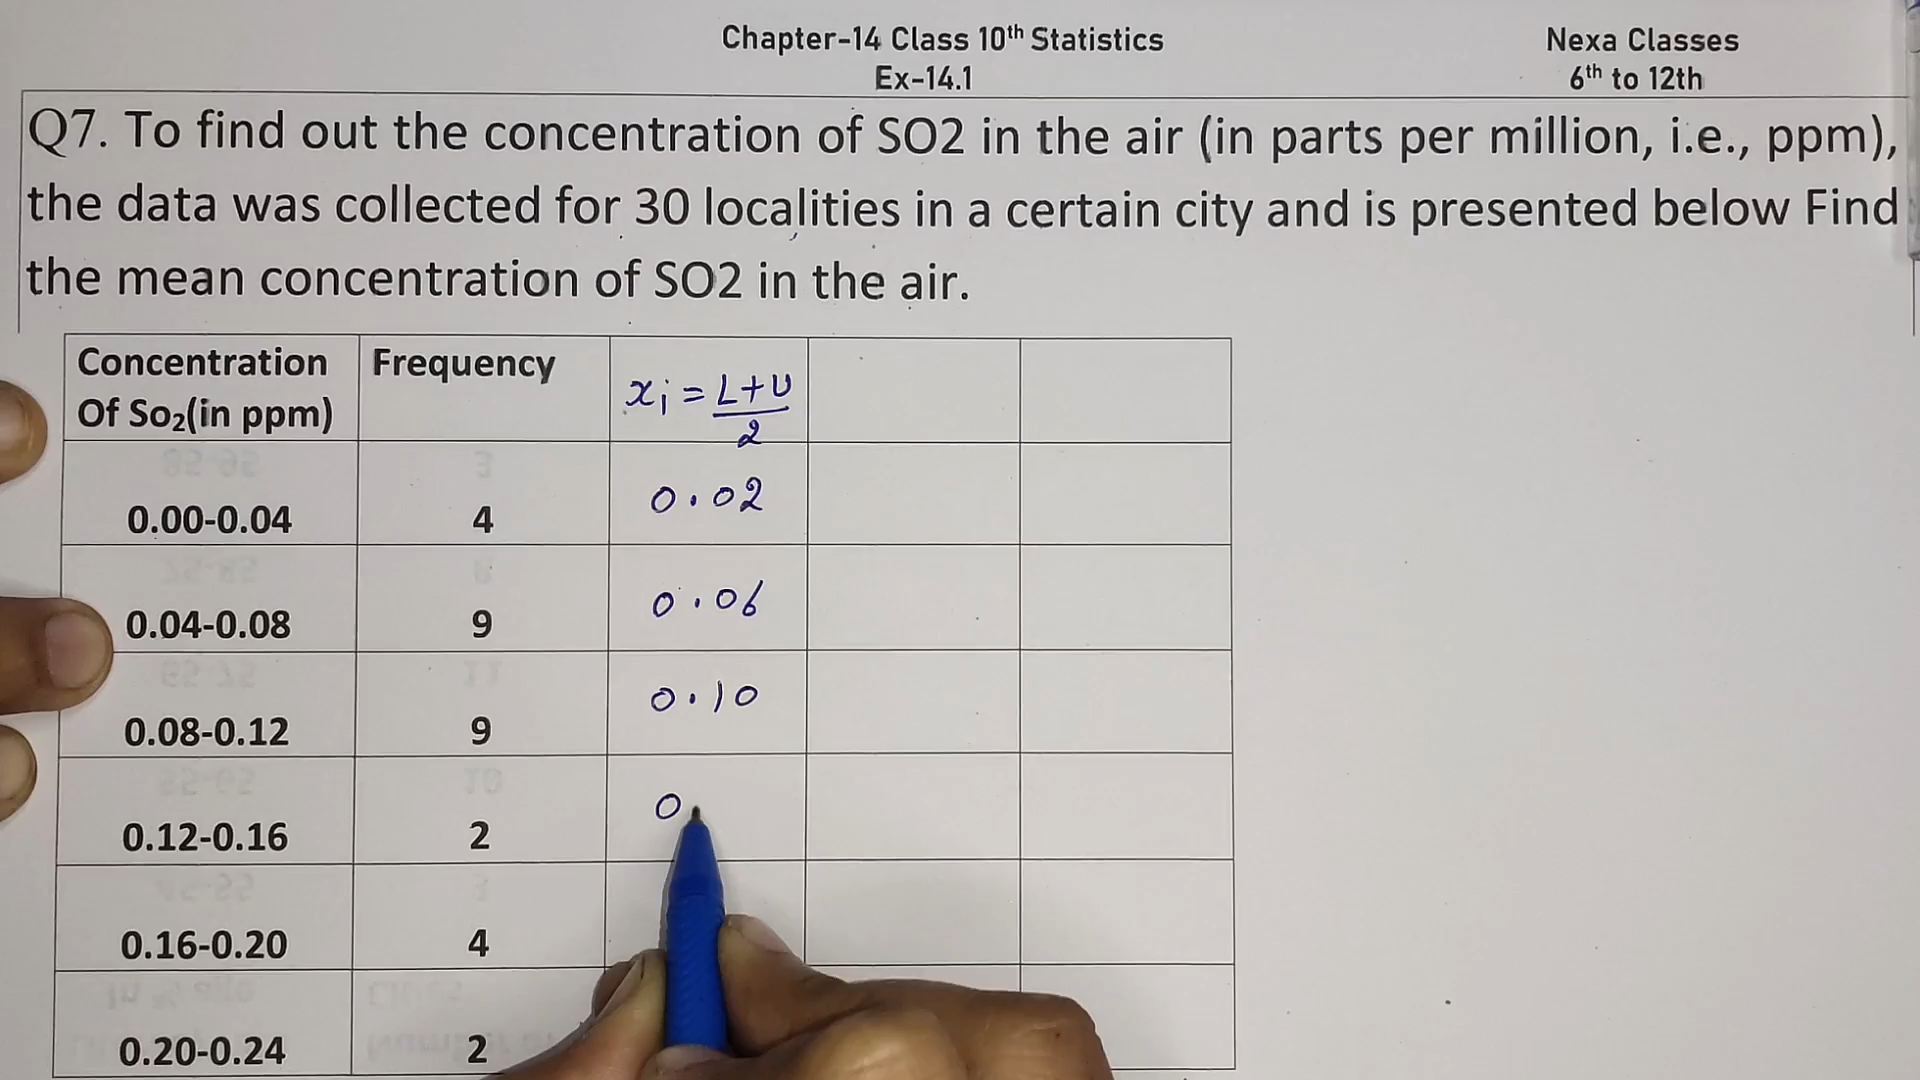 Chapter-14 Class 10th Statistics
Nexa Classes
Ex-14.1
6th to 12th
Q7. To find out the concentration of SO2 in the air (in parts per million, i.e., ppm),
the data was collected for 30 localities in a certain city and is presented below Find
the mean concentration of SO2 in the air.
Concentration
Of So₂(in ppm)
Frequency
xi = L+U
2
0.00-0.04 4 0.02
0.04-0.08 9 0.06
0.08-0.12 9 0.10
0.12-0.16 2 0.
0.16-0.20 4
0.20-0.24 2